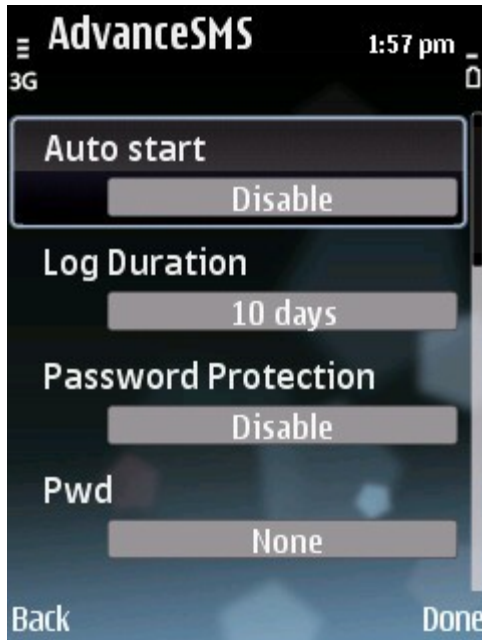 AdvanceSMS
1:57 pm
3G
Auto start
Disable
Log Duration
10 days
Password Protection
Disable
Pwd
None
Back
Done